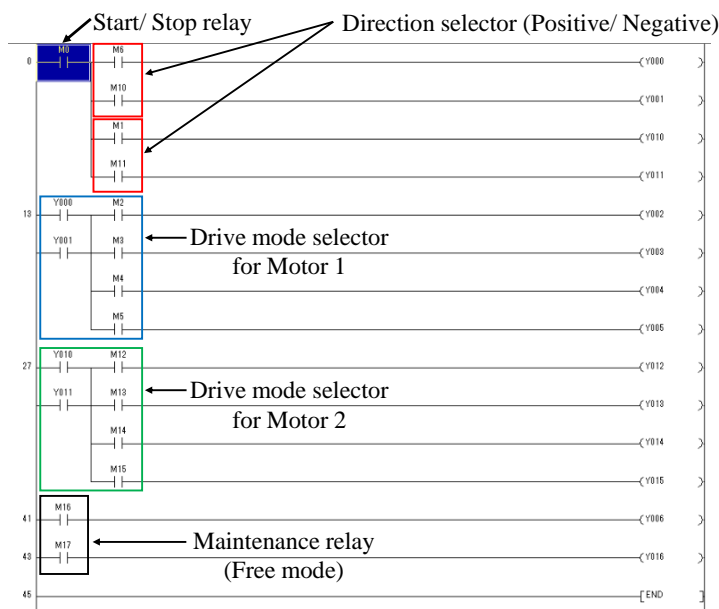 Start/ Stop relay
Direction selector (Positive/ Negative)
0 M0 M6 (Y000 )
M10 (Y001 )
M1 (Y010 )
M11 (Y011 )
13 Y000 M2 (Y002 )
Y001 M3 (Y003 )
Drive mode selector
for Motor 1
M4 (Y004 )
M5 (Y005 )
27 Y010 M12 (Y012 )
Y011 M13 (Y013 )
Drive mode selector
for Motor 2
M14 (Y014 )
M15 (Y015 )
41 M16 (Y006 )
43 M17 (Y016 )
Maintenance relay
(Free mode)
45 [END ]